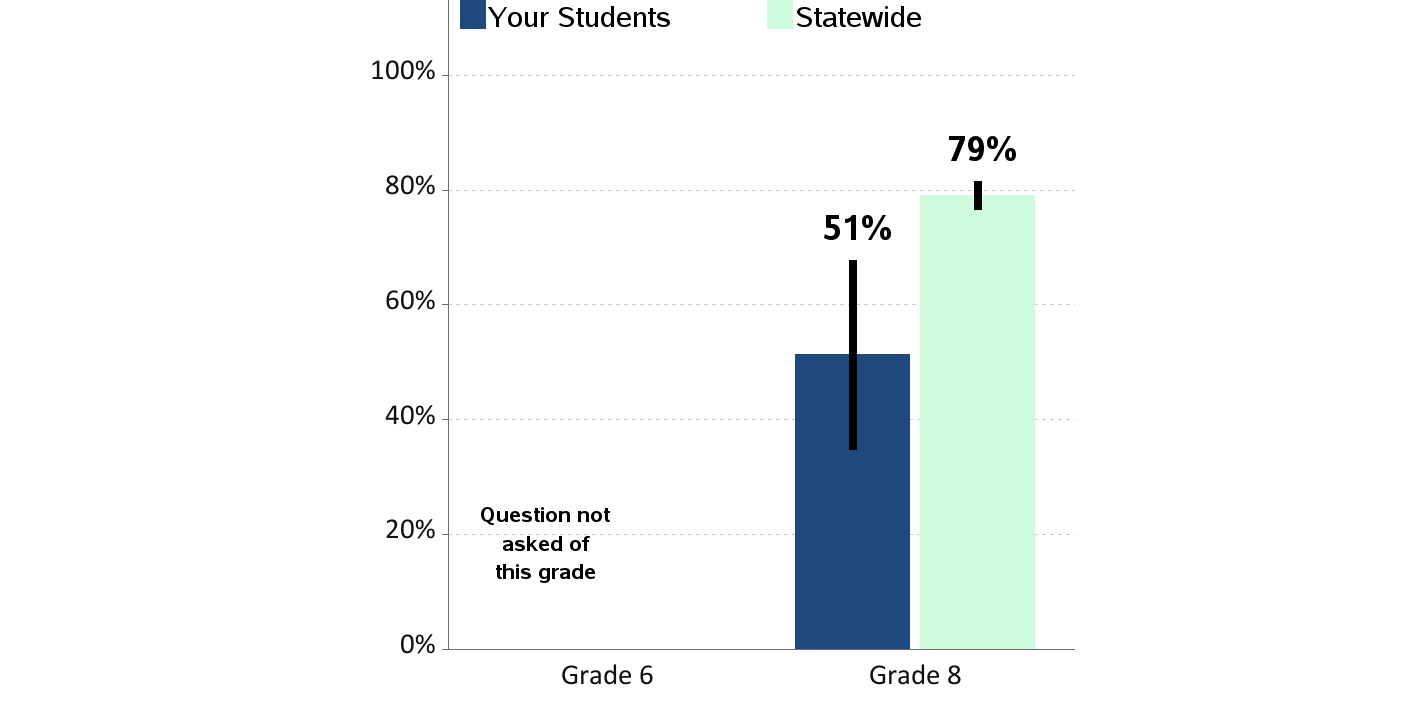 Your Students Statewide
100%
79%
80%
51%
60%
40%
Question not
20%
asked of
this grade
0%
Grade 6 Grade 8